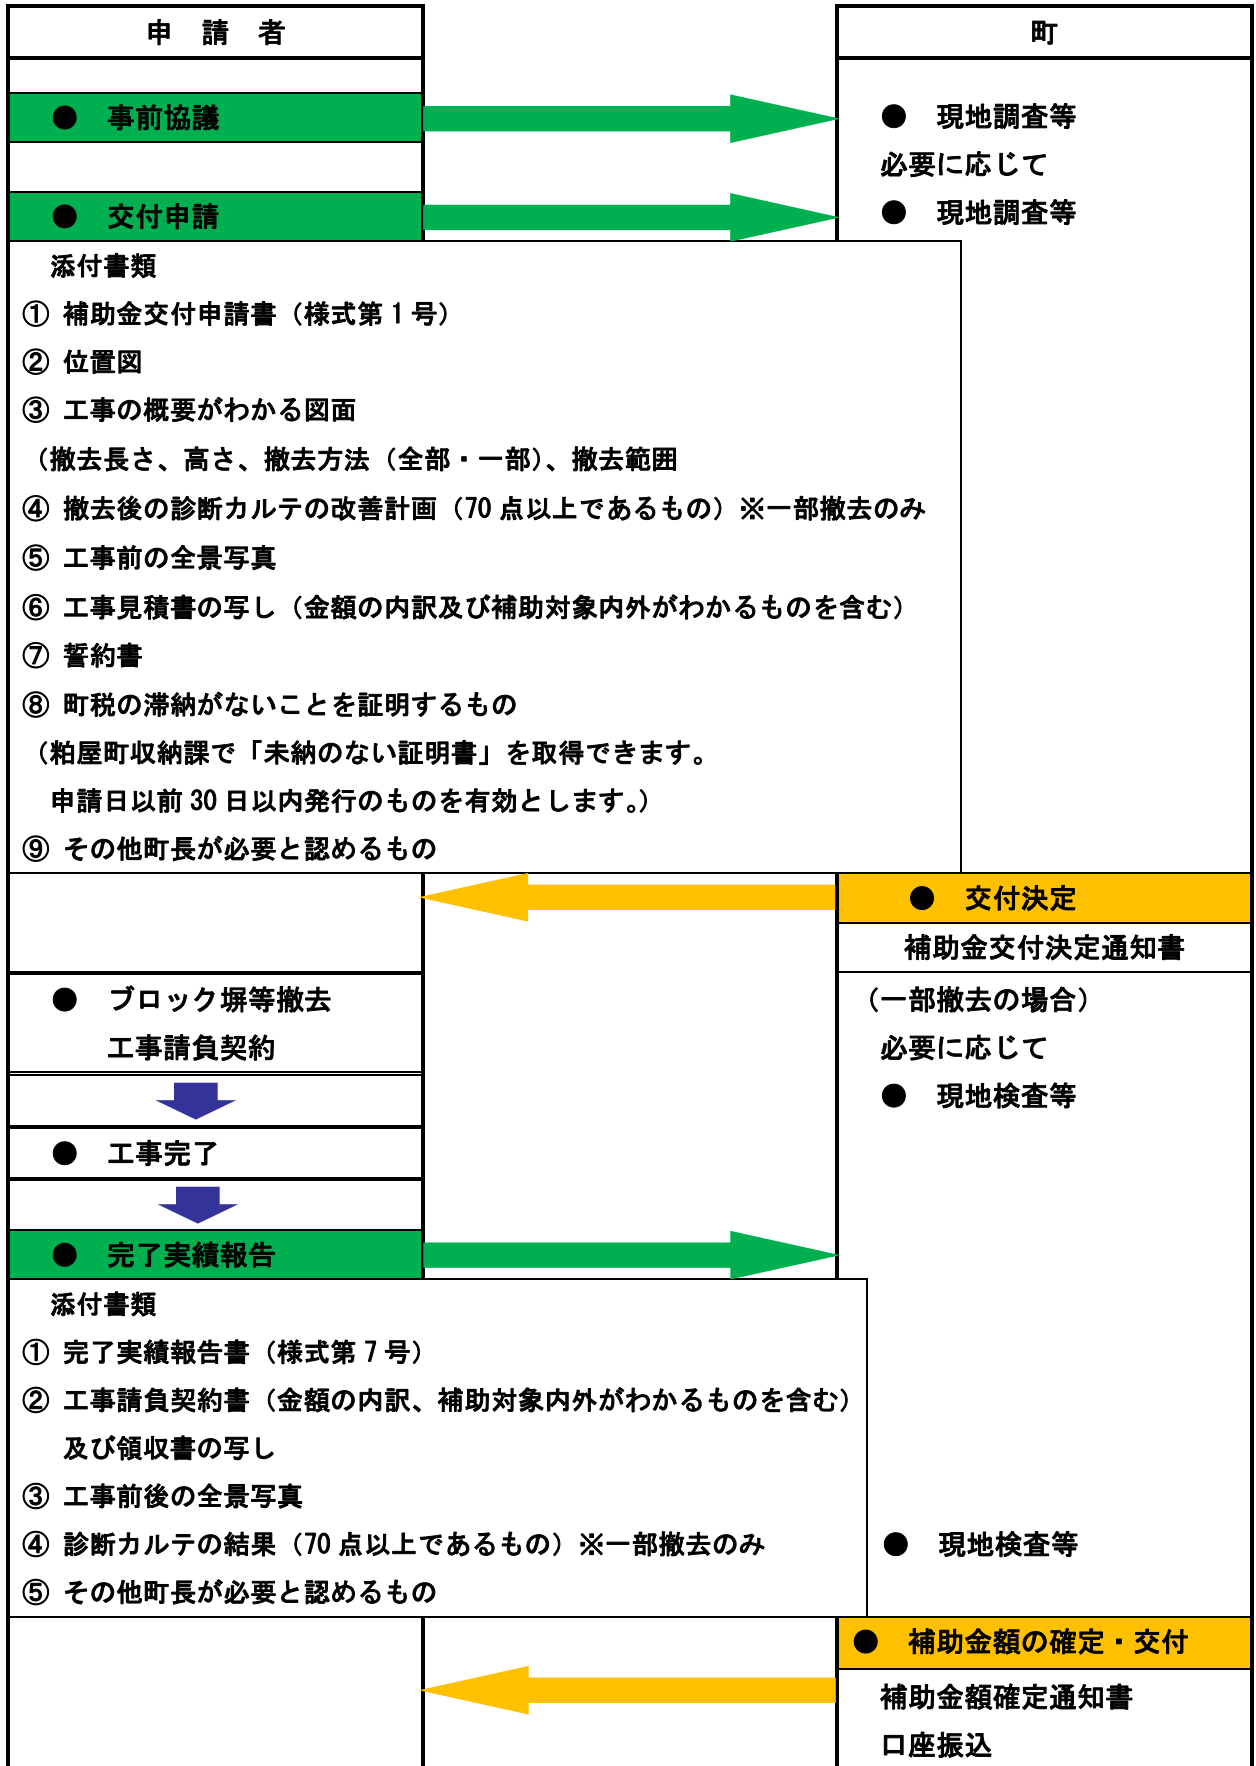 申　請　者
町
●　事前協議
●　現地調査等
必要に応じて
●　交付申請
●　現地調査等
添付書類
① 補助金交付申請書（様式第１号）
② 位置図
③ 工事の概要がわかる図面
（撤去長さ、高さ、撤去方法（全部・一部）、撤去範囲
④ 撤去後の診断カルテの改善計画（70 点以上であるもの）※一部撤去のみ
⑤ 工事前の全景写真
⑥ 工事見積書の写し（金額の内訳及び補助対象内外がわかるものを含む）
⑦ 誓約書
⑧ 町税の滞納がないことを証明するもの
（粕屋町収納課で「未納のない証明書」を取得できます。
申請日以前 30 日以内発行のものを有効とします。）
⑨ その他町長が必要と認めるもの
●　交付決定
補助金交付決定通知書
●　ブロック塀等撤去
工事請負契約
（一部撤去の場合）
必要に応じて
●　現地検査等
●　工事完了
●　完了実績報告
添付書類
① 完了実績報告書（様式第７号）
② 工事請負契約書（金額の内訳、補助対象内外がわかるものを含む）
及び領収書の写し
③ 工事前後の全景写真
④ 診断カルテの結果（70 点以上であるもの）※一部撤去のみ
●　現地検査等
⑤ その他町長が必要と認めるもの
●　補助金額の確定・交付
補助金額確定通知書
口座振込